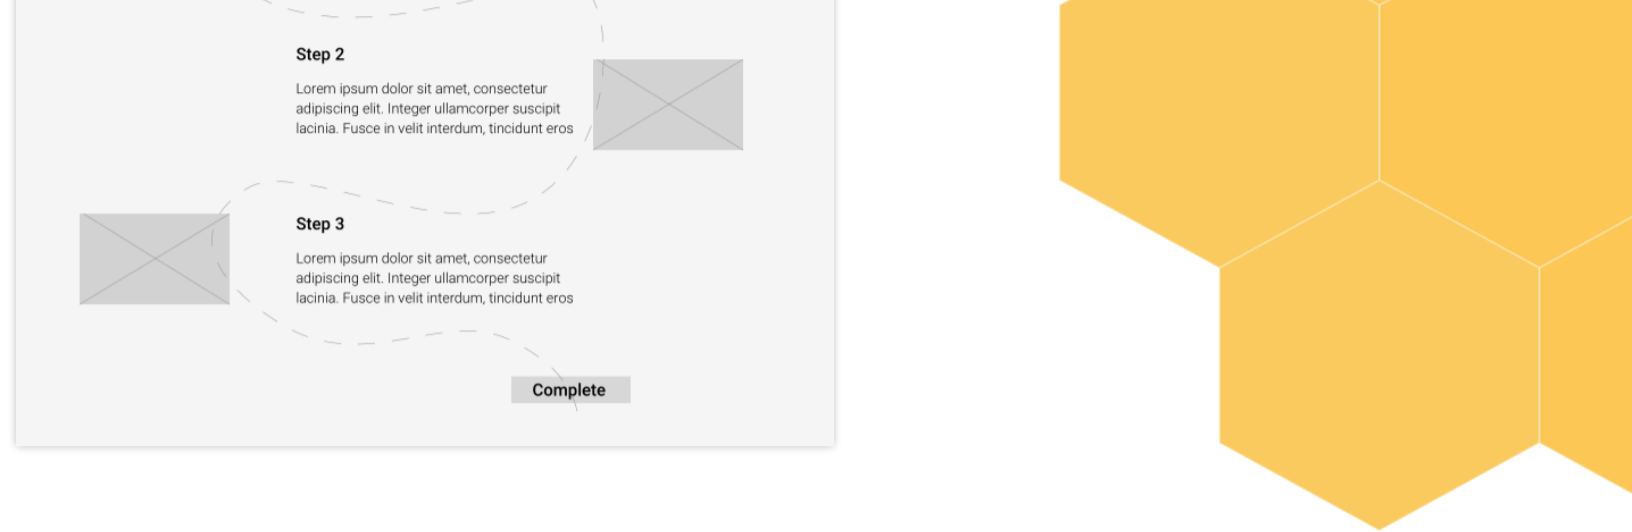 Step 2
Lorem ipsum dolor sit amet, consectetur
adipiscing elit. Integer ullamcorper suscipit
lacinia. Fusce in velit interdum, tincidunt eros
Step 3
Lorem ipsum dolor sit amet, consectetur
adipiscing elit. Integer ullamcorper suscipit
lacinia. Fusce in velit interdum, tincidunt eros
Complete